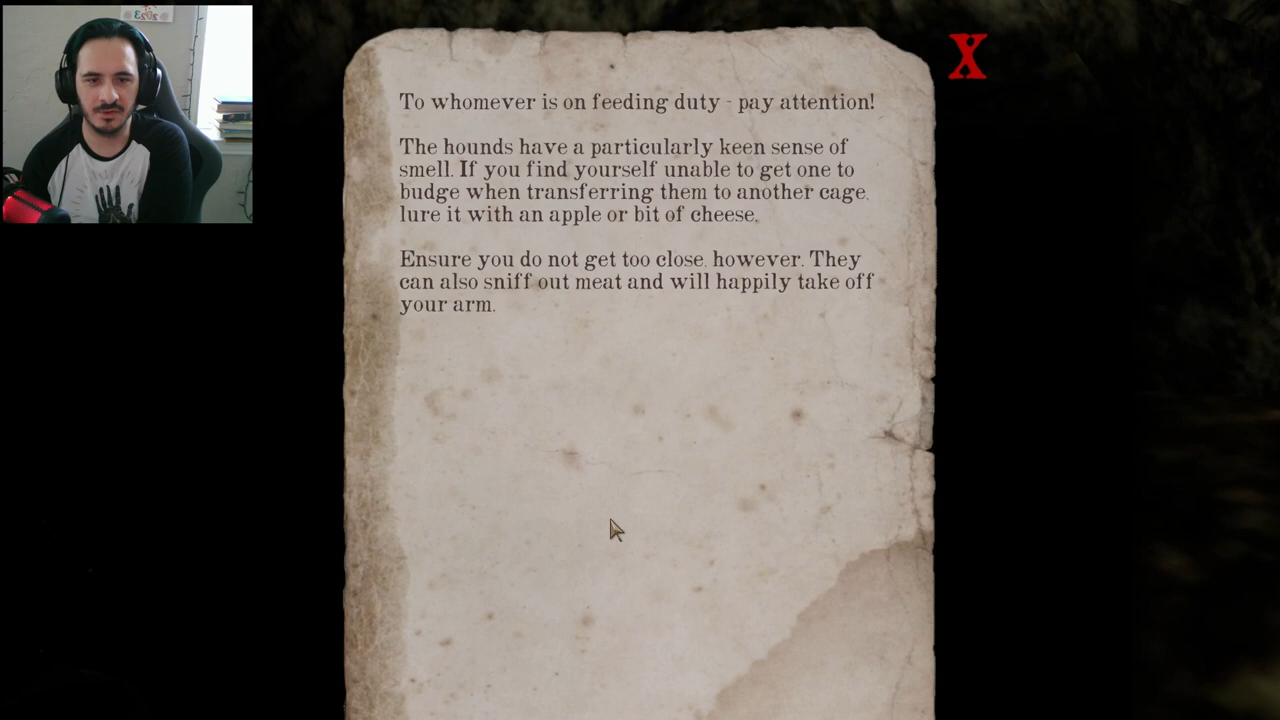 To whomever is on feeding duty - pay attention!
The hounds have a particularly keen sense of
smell. If you find yourself unable to get one to
budge when transferring them to another cage,
lure it with an apple or bit of cheese.
Ensure you do not get too close, however. They
can also sniff out meat and will happily take off
your arm.
X